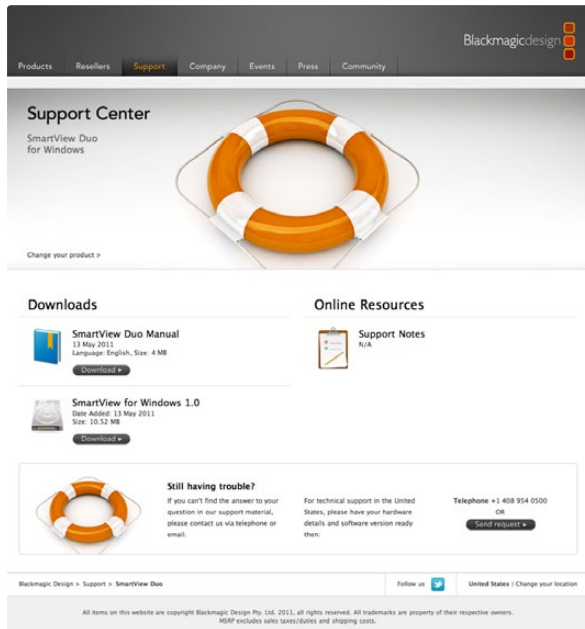 Blackmagicdesign
Products Resellers Support Company Events Press Community
Support Center
SmartView Duo
for Windows
Change your product >
Downloads
SmartView Duo Manual
13 May 2011
Language: English, Size: 4 MB
Download
SmartView for Windows 1.0
Date Added: 13 May 2011
Size: 10.52 MB
Download
Online Resources
Support Notes
N/A
Still having trouble?
If you can't find the answer to your
question in our support material,
please contact us via telephone or
email.
For technical support in the United
States, please have your hardware
details and software version ready
then:
Telephone +1 408 954 0500
OR
Send request
Blackmagic Design > Support > SmartView Duo
Follow us
United States | Change your location
All items on this website are copyright Blackmagic Design Pty. Ltd. 2011, all rights reserved. All trademarks are property of their respective owners.
MSRP excludes sales taxes/duties and shipping costs.